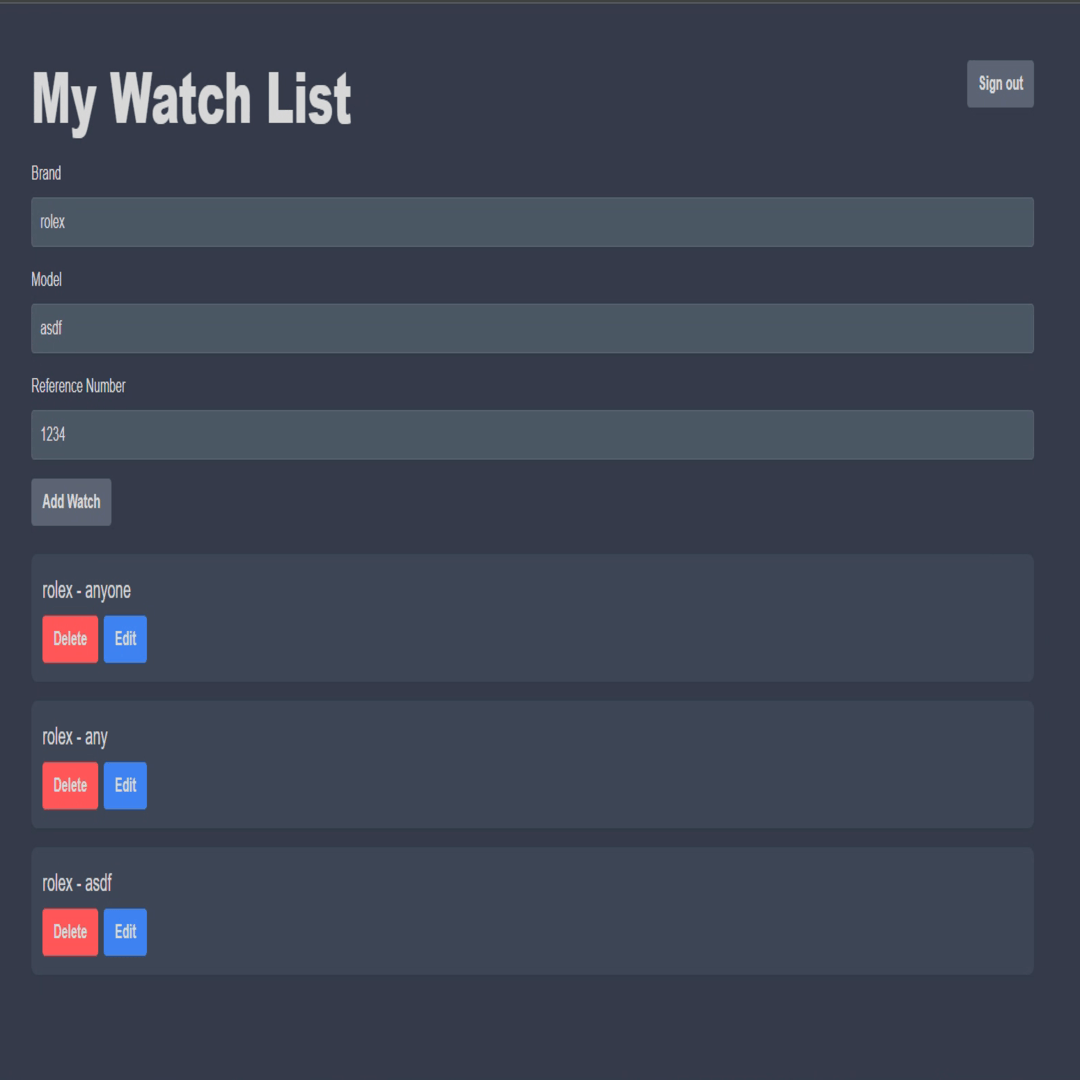 My Watch List
Sign out
Brand
rolex
Model
asdf
Reference Number
1234
Add Watch
rolex - anyone
Delete Edit
rolex - any
Delete Edit
rolex - asdf
Delete Edit